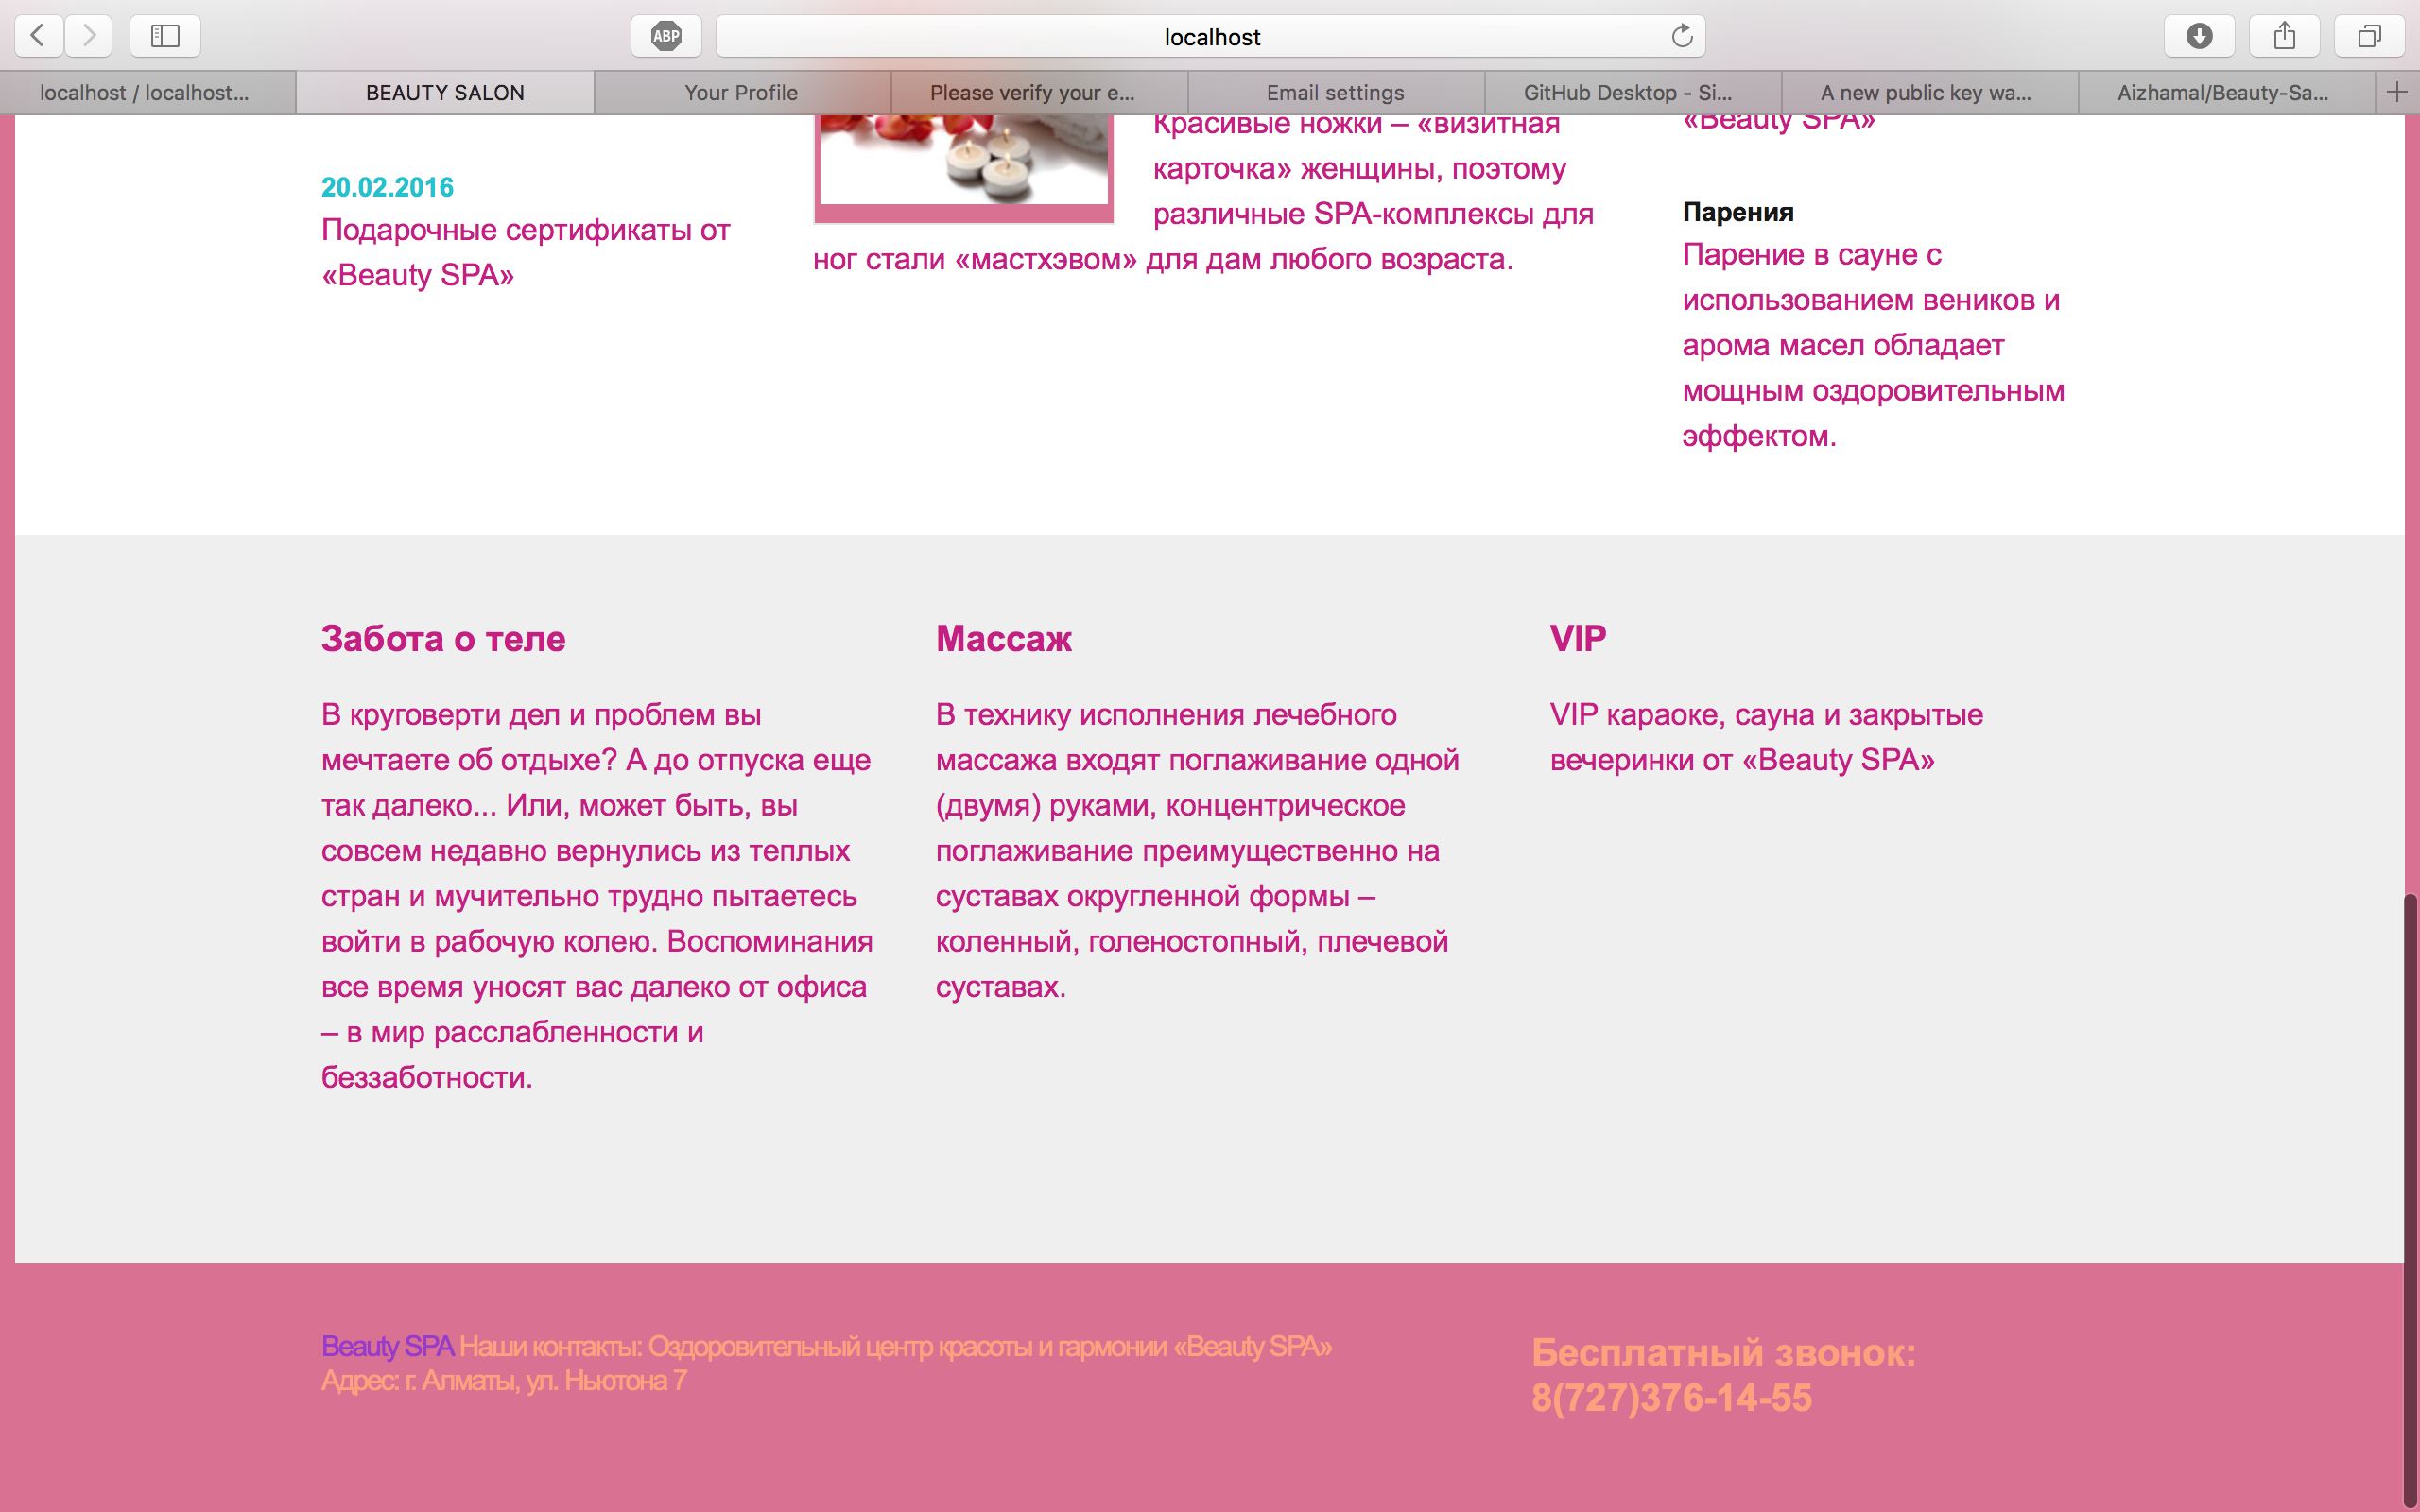 ABP
localhost
localhost / localhost...
BEAUTY SALON
Your Profile
Please verify your e...
Email settings
GitHub Desktop - Si...
A new public key wa...
Aizhamal/Beauty-Sa...
20.02.2016
Подарочные сертификаты от
«Beauty SPA»
Красивые ножки – «визитная
карточка» женщины, поэтому
различные SPA-комплексы для
ног стали «мастхэвом» для дам любого возраста.
«Beauty SPA»
Парения
Парение в сауне с
использованием веников и
арома масел обладает
мощным оздоровительным
эффектом.
Забота о теле
В круговерти дел и проблем вы
мечтаете об отдыхе? А до отпуска еще
так далеко... Или, может быть, вы
совсем недавно вернулись из теплых
стран и мучительно трудно пытаетесь
войти в рабочую колею. Воспоминания
все время уносят вас далеко от офиса
– в мир расслабленности и
беззаботности.
Массаж
В технику исполнения лечебного
массажа входят поглаживание одной
(двумя) руками, концентрическое
поглаживание преимущественно на
суставах округленной формы –
коленный, голеностопный, плечевой
суставах.
VIP
VIP караоке, сауна и закрытые
вечеринки от «Beauty SPA»
Beauty SPA Наши контакты: Оздоровительный центр красоты и гармонии «Beauty SPA»
Адрес: г. Алматы, ул. Ньютона 7
Бесплатный звонок:
8(727)376-14-55